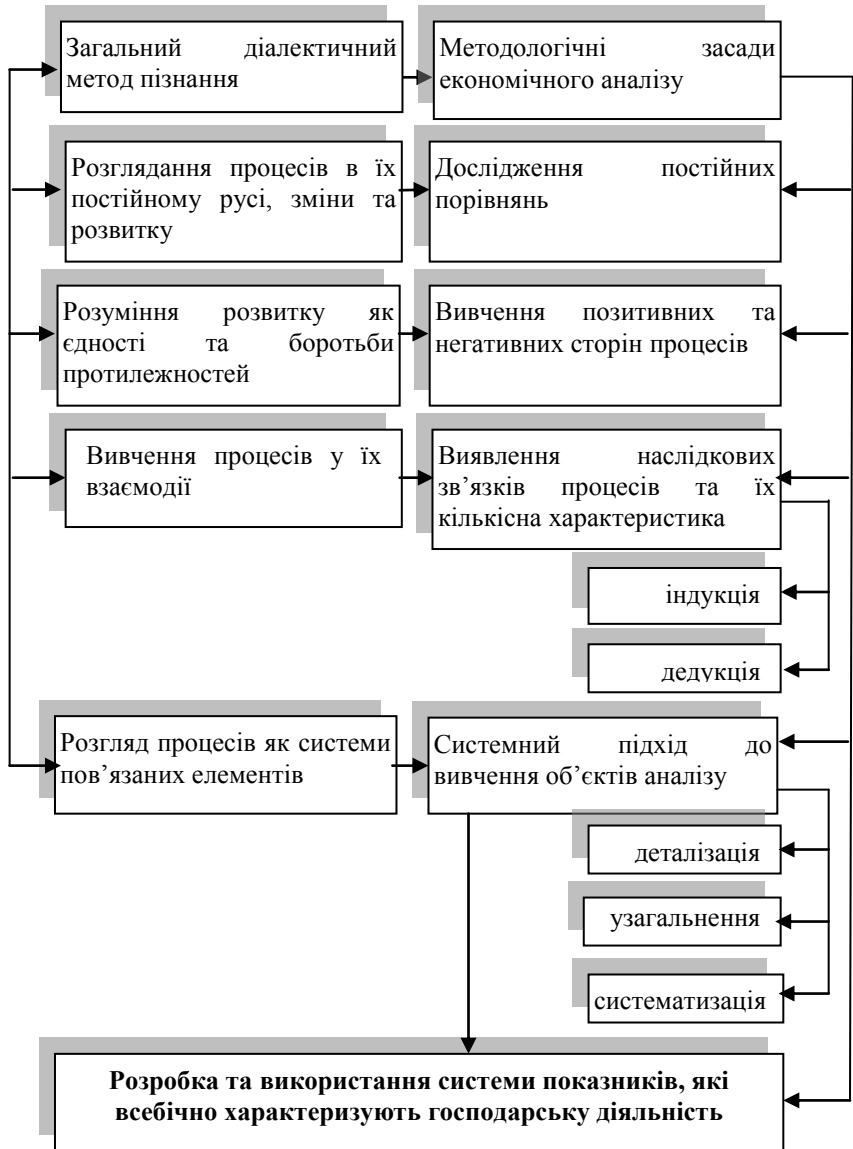 Загальний діалектичний
метод пізнання
Методологічні засади
економічного аналізу
Розглядання процесів в їх
постійному русі, зміни та
розвитку
Дослідження постійних
порівнянь
Розуміння розвитку як
єдності та боротьби
протилежностей
Вивчення позитивних та
негативних сторін процесів
Вивчення процесів у їх
взаємодії
Виявлення наслідкових
зв’язків процесів та їх
кількісна характеристика
індукція
дедукція
Розгляд процесів як системи
пов’язаних елементів
Системний підхід до
вивчення об’єктів аналізу
деталізація
узагальнення
систематизація
Розробка та використання системи показників, які
всебічно характеризують господарську діяльність